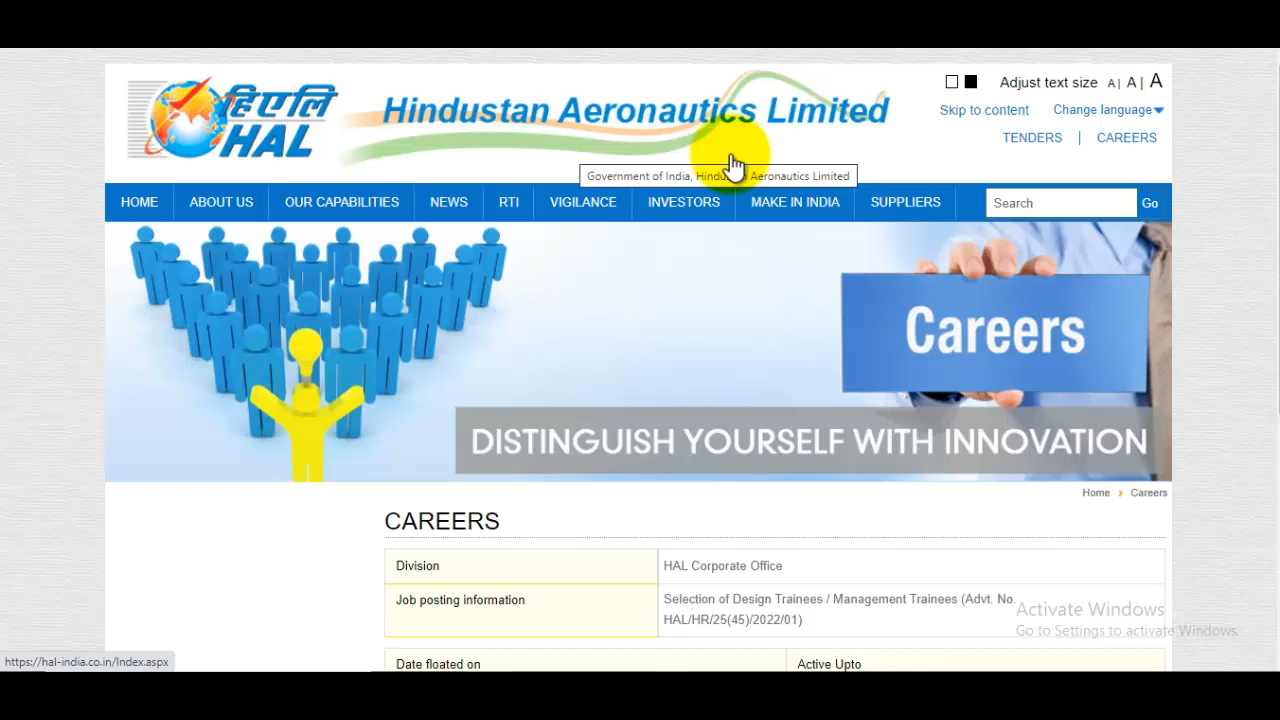 हिएलि
HAL
Hindustan Aeronautics Limited
Adjust text size A | A | A
Skip to content Change language
TENDERS | CAREERS
Government of India, Hindu Aeronautics Limited
HOME ABOUT US OUR CAPABILITIES NEWS RTI VIGILANCE INVESTORS MAKE IN INDIA SUPPLIERS Search Go
Careers
DISTINGUISH YOURSELF WITH INNOVATION
Home › Careers
CAREERS
Division HAL Corporate Office
Job posting information Selection of Design Trainees / Management Trainees (Advt. No.
HAL/HR/25(45)/2022/01)
Activate Windows
Go to Settings to activate Windows.
Date floated on Active Upto
https://hal-india.co.in/Index.aspx